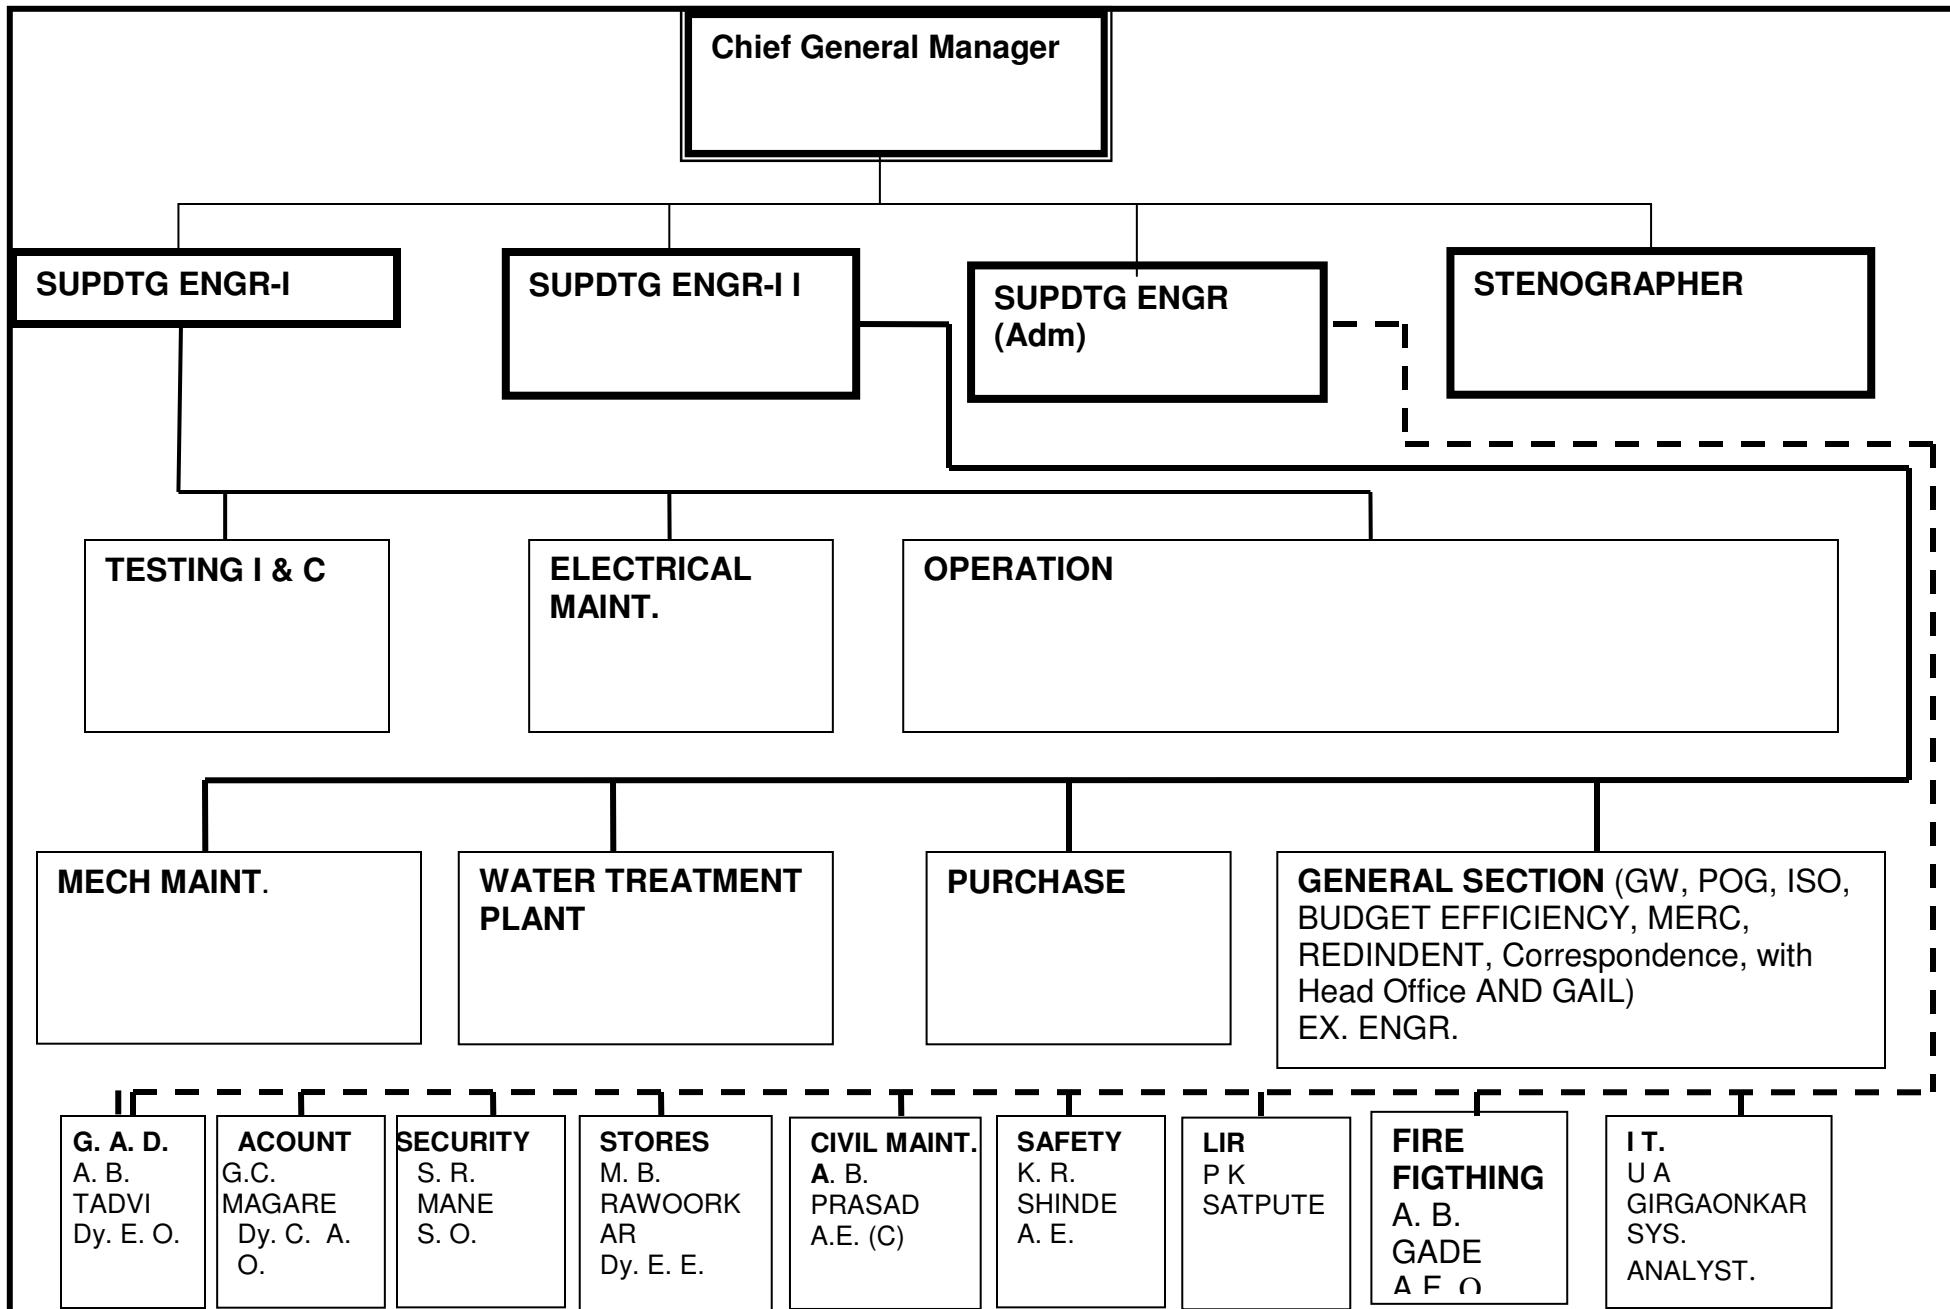 Chief General Manager
SUPDTG ENGR-I
SUPDTG ENGR-I I
SUPDTG ENGR
(Adm)
STENOGRAPHER
TESTING I & C
ELECTRICAL
MAINT.
OPERATION
MECH MAINT.
WATER TREATMENT
PLANT
PURCHASE
GENERAL SECTION (GW, POG, ISO,
BUDGET EFFICIENCY, MERC,
REDINDENT, Correspondence, with
Head Office AND GAIL)
EX. ENGR.
G. A. D.
A. B.
TADVI
Dy. E. O.
ACOUNT
G.C.
MAGARE
Dy. C. A.
O.
SECURITY
S. R.
MANE
S. O.
STORES
M. B.
RAWOORK
AR
Dy. E. E.
CIVIL MAINT.
A. B.
PRASAD
A.E. (C)
SAFETY
K. R.
SHINDE
A. E.
LIR
P K
SATPUTE
FIRE
FIGTHING
A. B.
GADE
I T.
U A
GIRGAONKAR
SYS.
ANALYST.